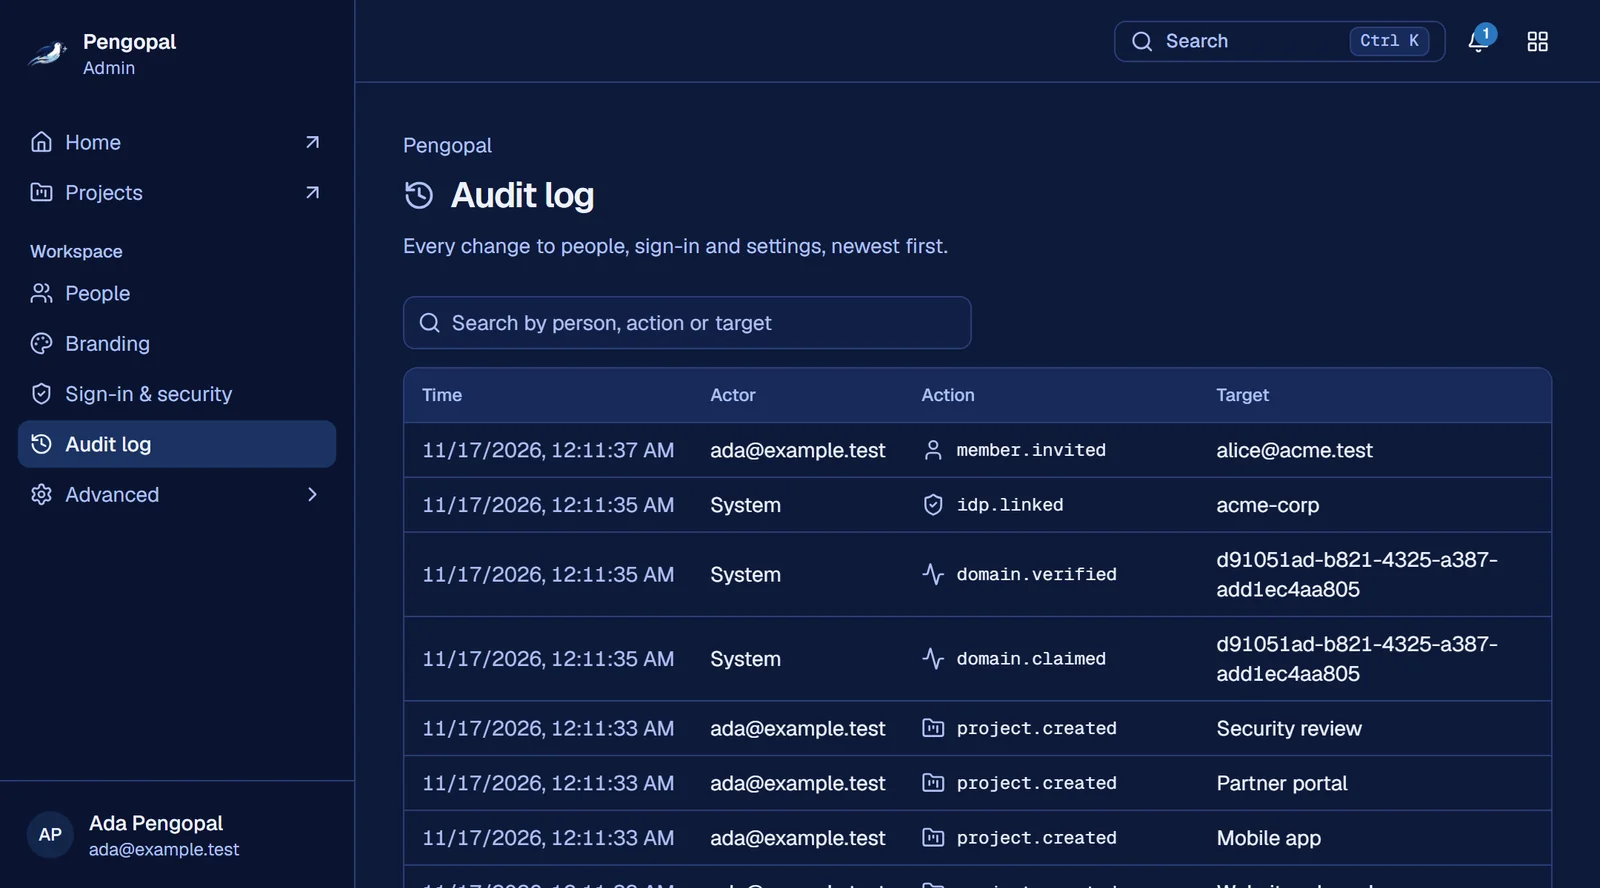 Pengopal
Admin
Home
Projects
Workspace
People
Branding
Sign-in & security
Audit log
Advanced
AP
Ada Pengopal
ada@example.test
Search
Ctrl K
1
Pengopal
Audit log
Every change to people, sign-in and settings, newest first.
Search by person, action or target
Time Actor Action Target
11/17/2026, 12:11:37 AM ada@example.test member.invited alice@acme.test
11/17/2026, 12:11:35 AM System idp.linked acme-corp
11/17/2026, 12:11:35 AM System domain.verified d91051ad-b821-4325-a387-
add1ec4aa805
11/17/2026, 12:11:35 AM System domain.claimed d91051ad-b821-4325-a387-
add1ec4aa805
11/17/2026, 12:11:33 AM ada@example.test project.created Security review
11/17/2026, 12:11:33 AM ada@example.test project.created Partner portal
11/17/2026, 12:11:33 AM ada@example.test project.created Mobile app